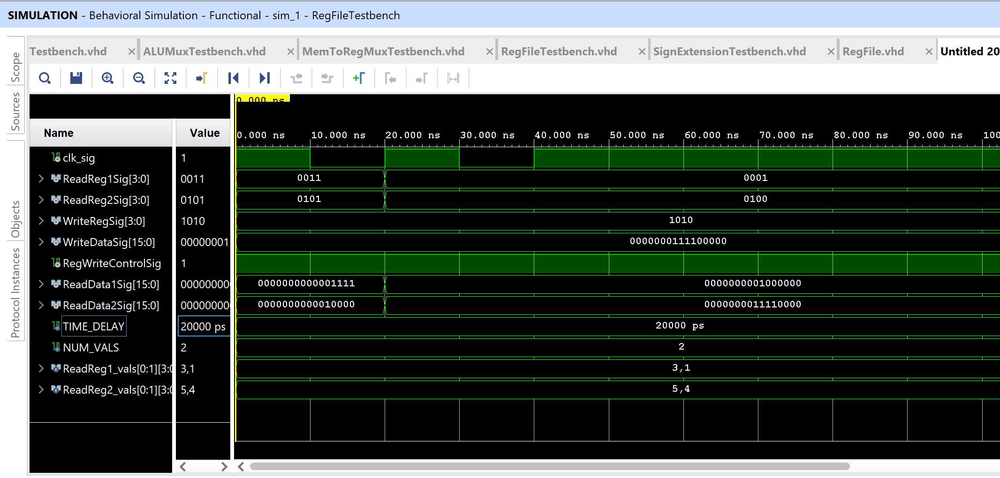 SIMULATION - Behavioral Simulation - Functional - sim_1 - RegFileTestbench
Scope
Sources
Objects
Protocol Instances
Testbench.vhd ALUMuxTestbench.vhd MemToRegMuxTestbench.vhd RegFileTestbench.vhd SignExtensionTestbench.vhd RegFile.vhd Untitled 20
0.000 ns
Name Value
0.000 ns 10.000 ns 20.000 ns 30.000 ns 40.000 ns 50.000 ns 60.000 ns 70.000 ns 80.000 ns 90.000 ns 100
clk_sig 1
ReadReg1Sig[3:0] 0011 0011 0001
ReadReg2Sig[3:0] 0101 0101 0100
WriteRegSig[3:0] 1010 1010
WriteDataSig[15:0] 00000001 0000000111100000
RegWriteControlSig 1
ReadData1Sig[15:0] 000000000 0000000000001111 0000000001000000
ReadData2Sig[15:0] 000000000 0000000000010000 0000000011110000
TIME_DELAY 20000 ps 20000 ps
NUM_VALS 2 2
ReadReg1_vals[0:1][3:0 3,1 3,1
ReadReg2_vals[0:1][3:0 5,4 5,4